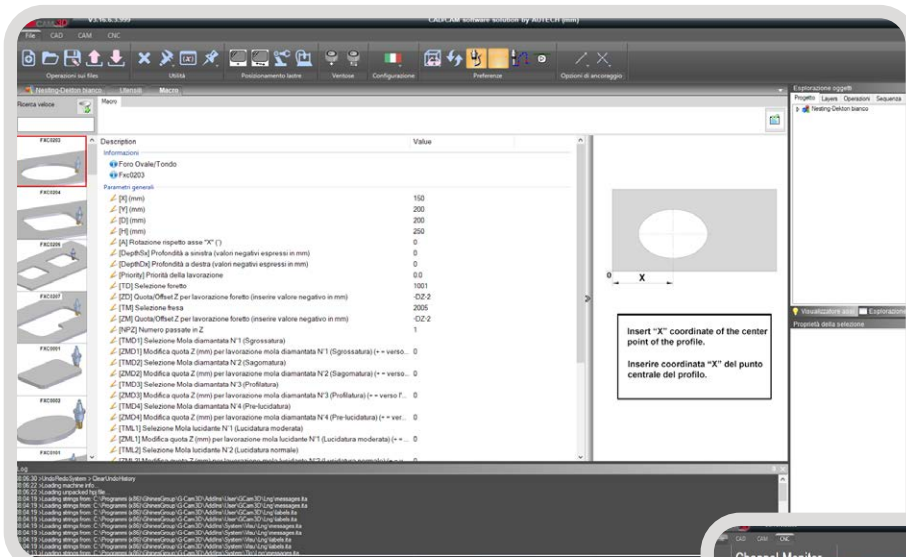 CAM3D V3.16.6.3.999 CAD/CAM software solution by AUTECH (mm)
File CAD CAM CNC
Operazioni sui files Utilità Posizionamento lastre Ventose Configurazione Preferenze Opzioni di ancoraggio
Nesting-Dekton bianco Utensili Macro
Esplorazione oggetti
Progetto Layers Operazioni Sequenza
Nesting-Dekton bianco
Ricerca veloce
Macro
FXC0203
FXC0204
FXC0206
FXC0207
FXC0001
FXC0002
FXC0101
Description Value
Informazioni
Foro Ovale/Tondo
Fxc0203
Parametri generali
[X] (mm) 150
[Y] (mm) 200
[D] (mm) 200
[H] (mm) 250
[A] Rotazione rispetto asse "X" (°) 0
[DepthSx] Profondità a sinistra (valori negativi espressi in mm) 0
[DepthDx] Profondità a destra (valori negativi espressi in mm) 0
[Priority] Priorità della lavorazione 0.0
[TD] Selezione foretto 1001
[ZD] Quota/Offset Z per lavorazione foretto (inserire valore negativo in mm) -DZ-2
[TM] Selezione fresa 2005
[ZM] Quota/Offset Z per lavorazione foretto (inserire valore negativo in mm) -DZ-2
[NPZ] Numero passate in Z 1
[TMD1] Selezione Mola diamantata N°1 (Sgrossatura)
[ZMD1] Modifica quota Z (mm) per lavorazione mola diamantata N°1 (Sgrossatura) (+ = verso... 0
[TMD2] Selezione Mola diamantata N°2 (Sagomatura)
[ZMD2] Modifica quota Z (mm) per lavorazione mola diamantata N°2 (Sagomatura) (+ = verso... 0
[TMD3] Selezione Mola diamantata N°3 (Profilatura)
[ZMD3] Modifica quota Z (mm) per lavorazione mola diamantata N°3 (Profilatura) (+ = verso l'... 0
[TMD4] Selezione Mola diamantata N°4 (Pre-lucidatura)
[ZMD4] Modifica quota Z (mm) per lavorazione mola diamantata N°4 (Pre-lucidatura) (+ = ver... 0
[TML1] Selezione Mola lucidante N°1 (Lucidatura moderata)
[ZML1] Modifica quota Z (mm) per lavorazione mola lucidante N°1 (Lucidatura moderata) (+ = ... 0
[TML2] Selezione Mola lucidante N°2 (Lucidatura normale)
0 X
Insert "X" coordinate of the center
point of the profile.
Inserire coordinata "X" del punto
centrale del profilo.
Visualizzatore assi Esplorazione
Proprietà della selezione
Log
UndoRedoSystem > ClearUndoHistory
>Loading machine info...
CAD CAM CNC
Channel Monitor